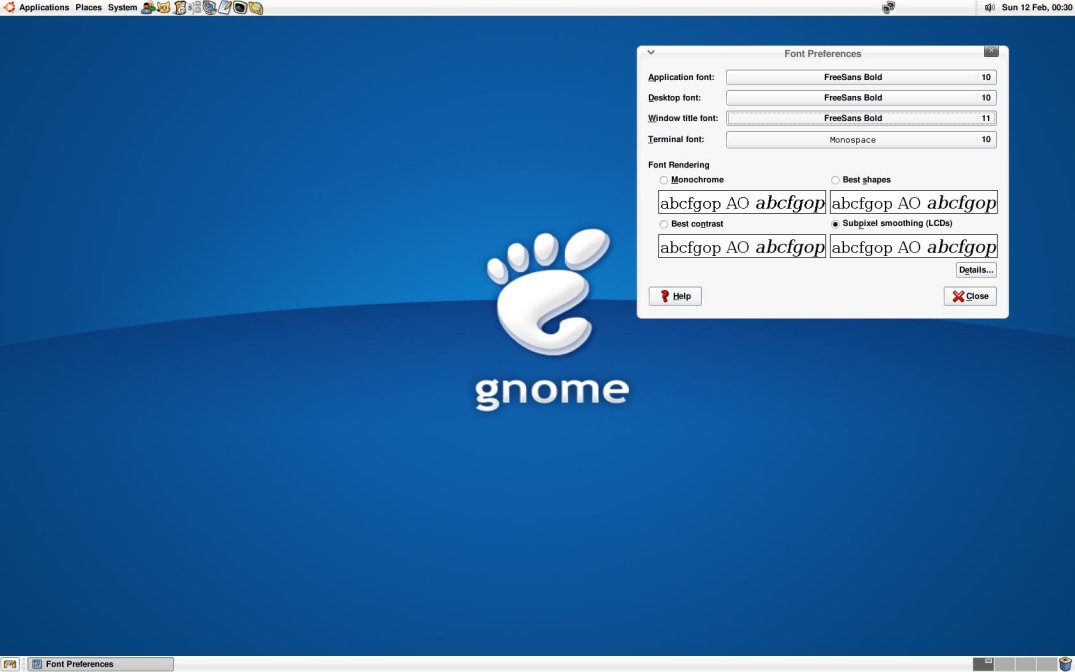 Applications Places System Sun 12 Feb, 00:30
Font Preferences
Application font: FreeSans Bold 10
Desktop font: FreeSans Bold 10
Window title font: FreeSans Bold 11
Terminal font: Monospace 10
Font Rendering
Monochrome Best shapes
abcfgop AO abcfgop abcfgop AO abcfgop
Best contrast Subpixel smoothing (LCDs)
abcfgop AO abcfgop abcfgop AO abcfgop
Details...
Help Close
gnome
Font Preferences